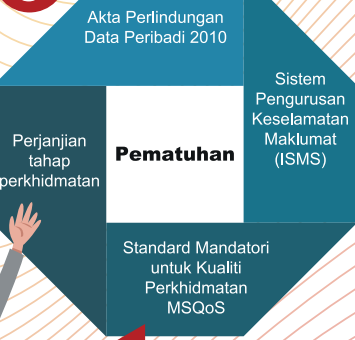 Akta Perlindungan
Data Peribadi 2010
Sistem
Pengurusan
Keselamatan
Maklumat
(ISMS)
Perjanjian
tahap
perkhidmatan
Pematuhan
Standard Mandatori
untuk Kualiti
Perkhidmatan
MSQoS